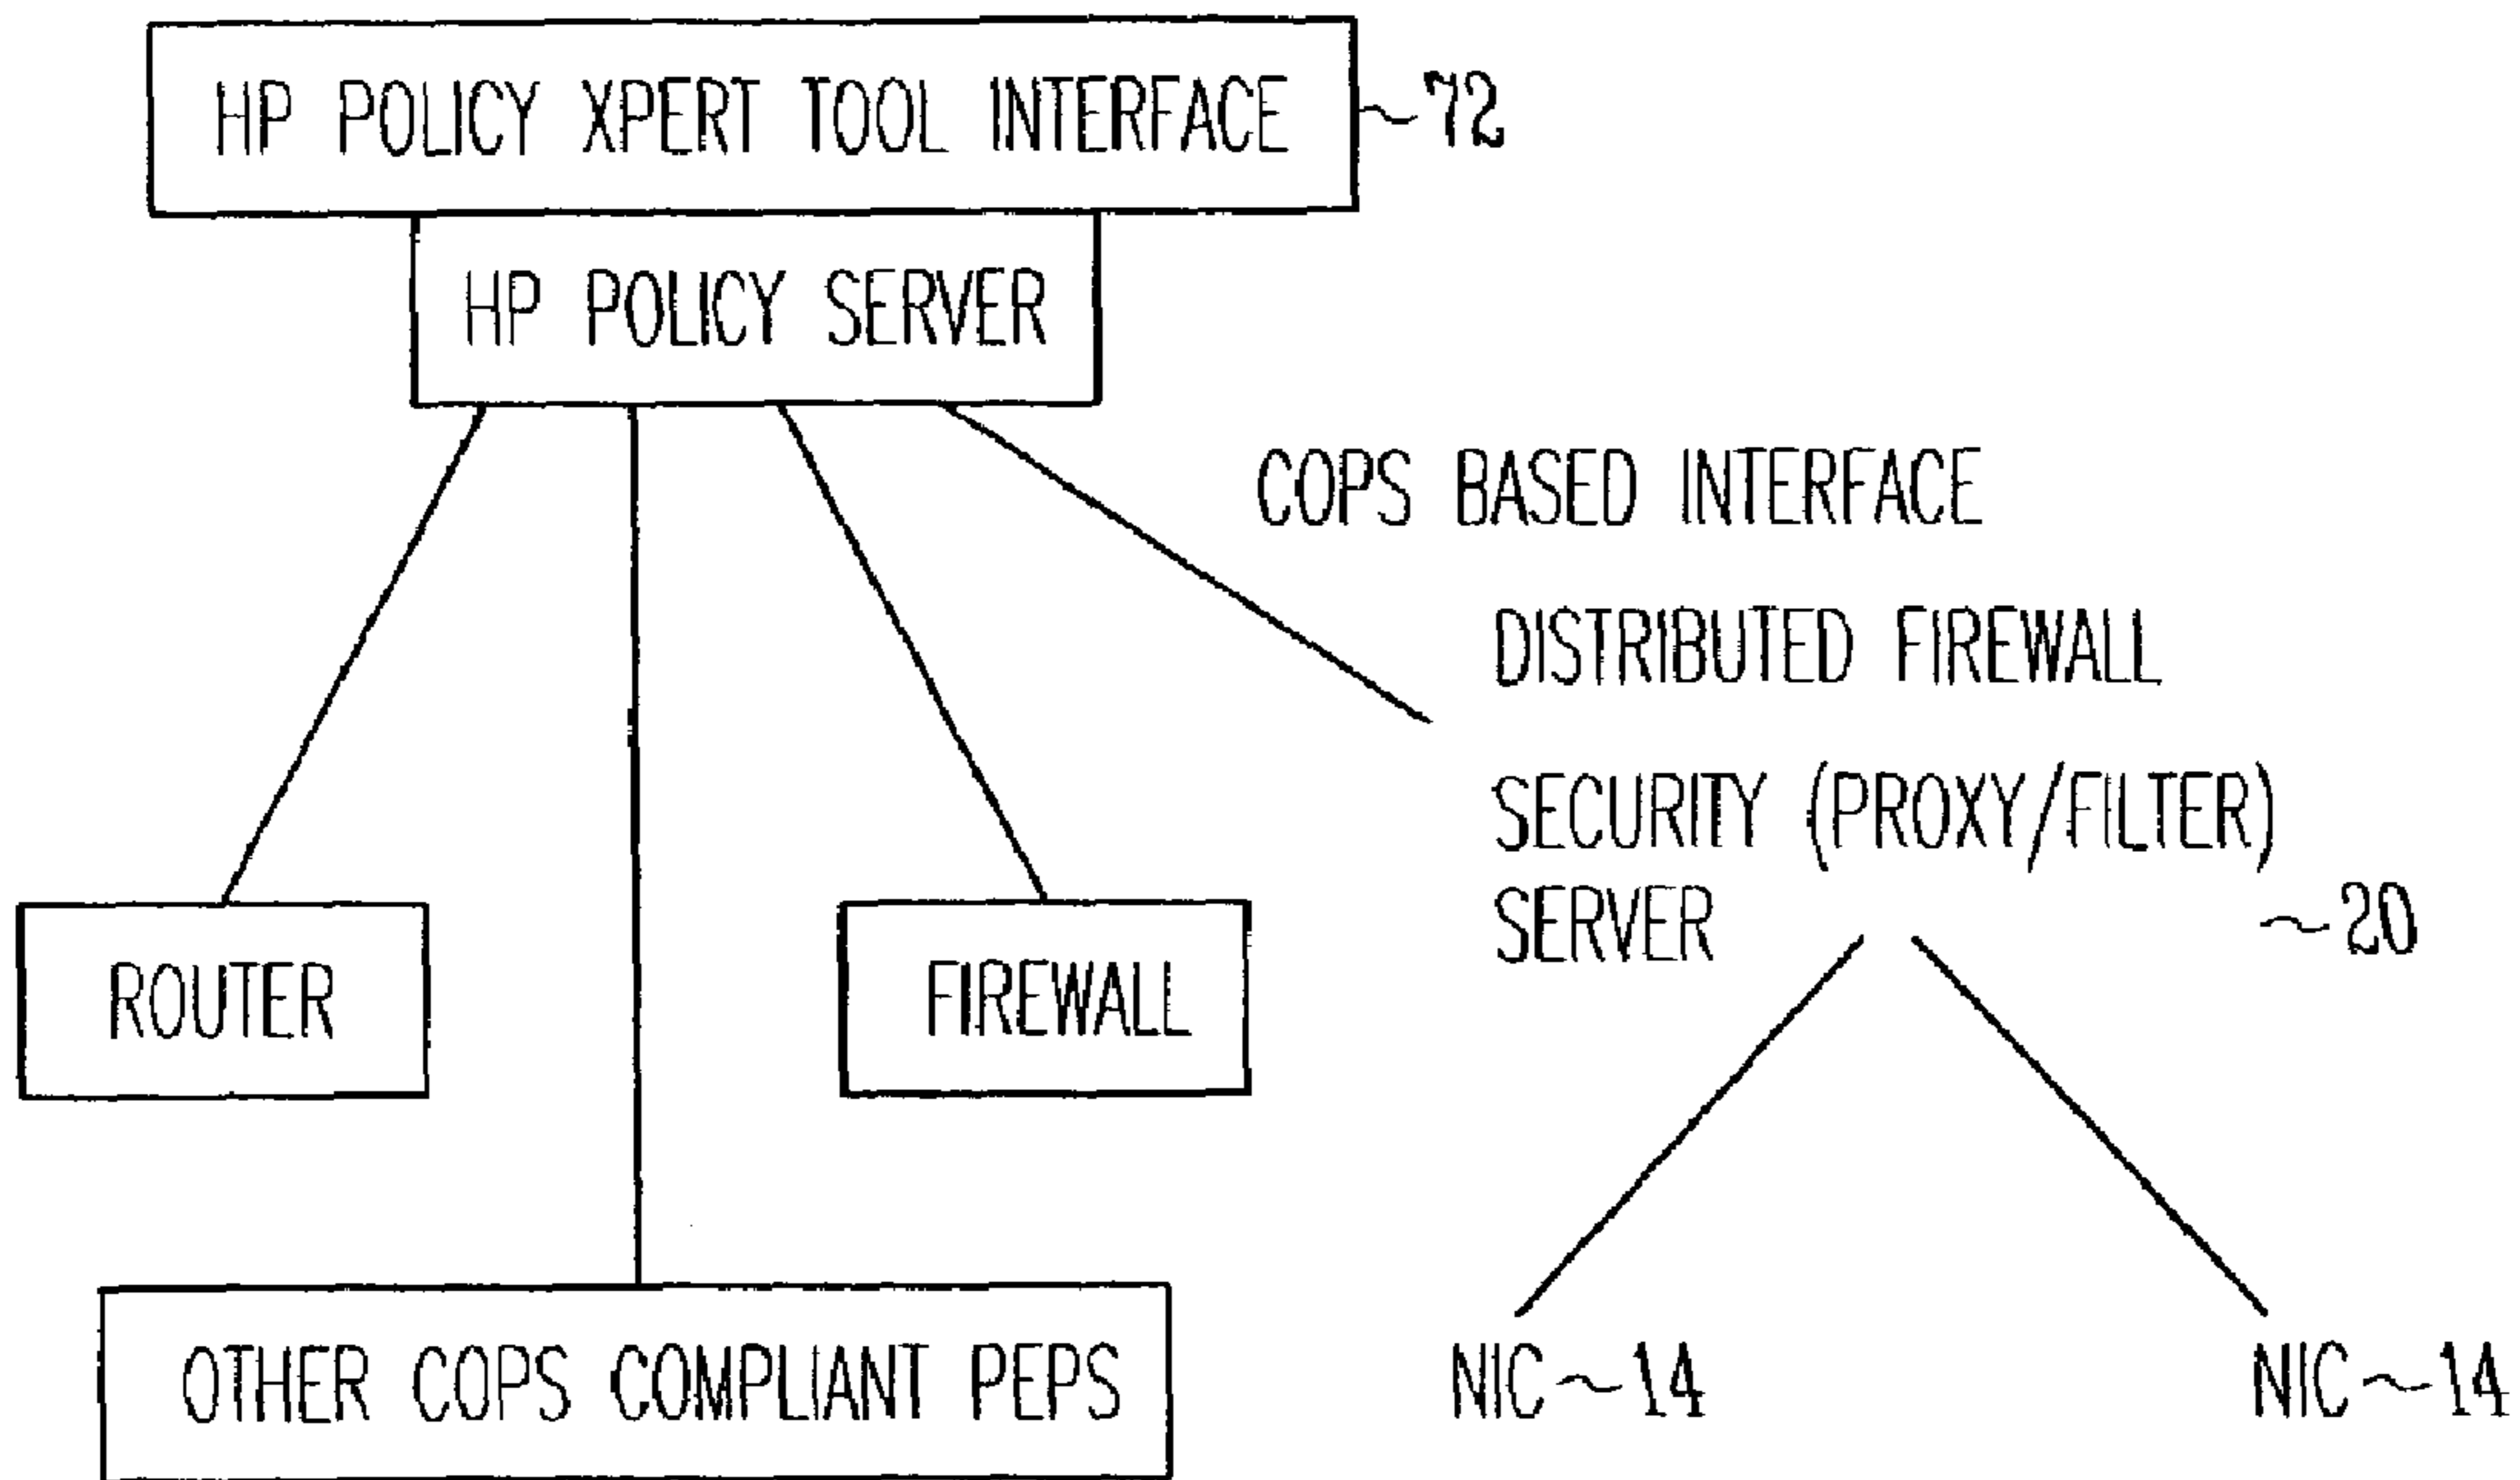 HP POLICY XPERT TOOL INTERFACE ~72
HP POLICY SERVER
COPS BASED INTERFACE
DISTRIBUTED FIREWALL
SECURITY (PROXY/FILTER)
SERVER ~20
ROUTER
FIREWALL
OTHER COPS COMPLIANT PEPS
NIC~14
NIC~14